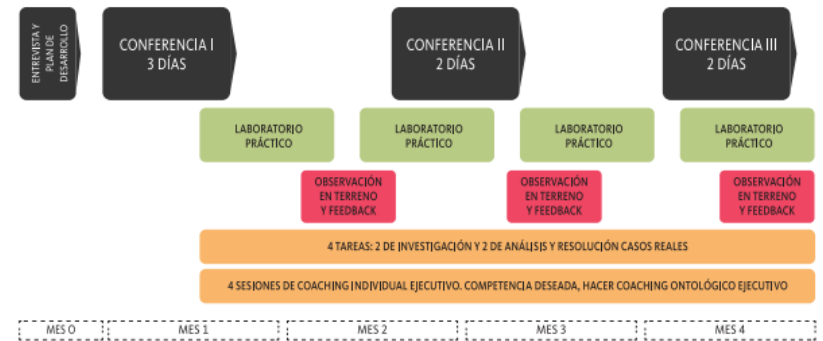 ENTREVISTA Y
PLAN DE
DESARROLLO
CONFERENCIA I
3 DÍAS
CONFERENCIA II
2 DÍAS
CONFERENCIA III
2 DÍAS
LABORATORIO
PRÁCTICO
LABORATORIO
PRÁCTICO
LABORATORIO
PRÁCTICO
LABORATORIO
PRÁCTICO
OBSERVACIÓN
EN TERRENO
Y FEEDBACK
OBSERVACIÓN
EN TERRENO
Y FEEDBACK
OBSERVACIÓN
EN TERRENO
Y FEEDBACK
4 TAREAS: 2 DE INVESTIGACIÓN Y 2 DE ANÁLISIS Y RESOLUCIÓN CASOS REALES
4 SESIONES DE COACHING INDIVIDUAL EJECUTIVO. COMPETENCIA DESEADA, HACER COACHING ONTOLÓGICO EJECUTIVO
MES 0
MES 1
MES 2
MES 3
MES 4